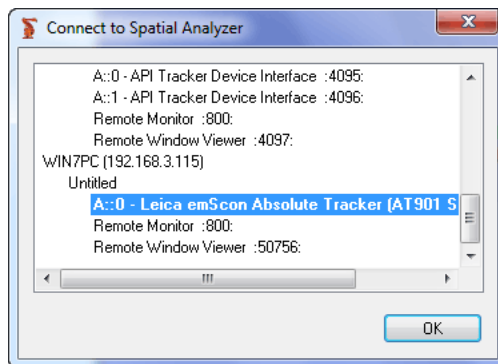 Connect to Spatial Analyzer
A::0 - API Tracker Device Interface :4095:
A::1 - API Tracker Device Interface :4096:
Remote Monitor :800:
Remote Window Viewer :4097:
WIN7PC (192.168.3.115)
Untitled
A::0 - Leica emScon Absolute Tracker (AT901 S
Remote Monitor :800:
Remote Window Viewer :50756:
OK